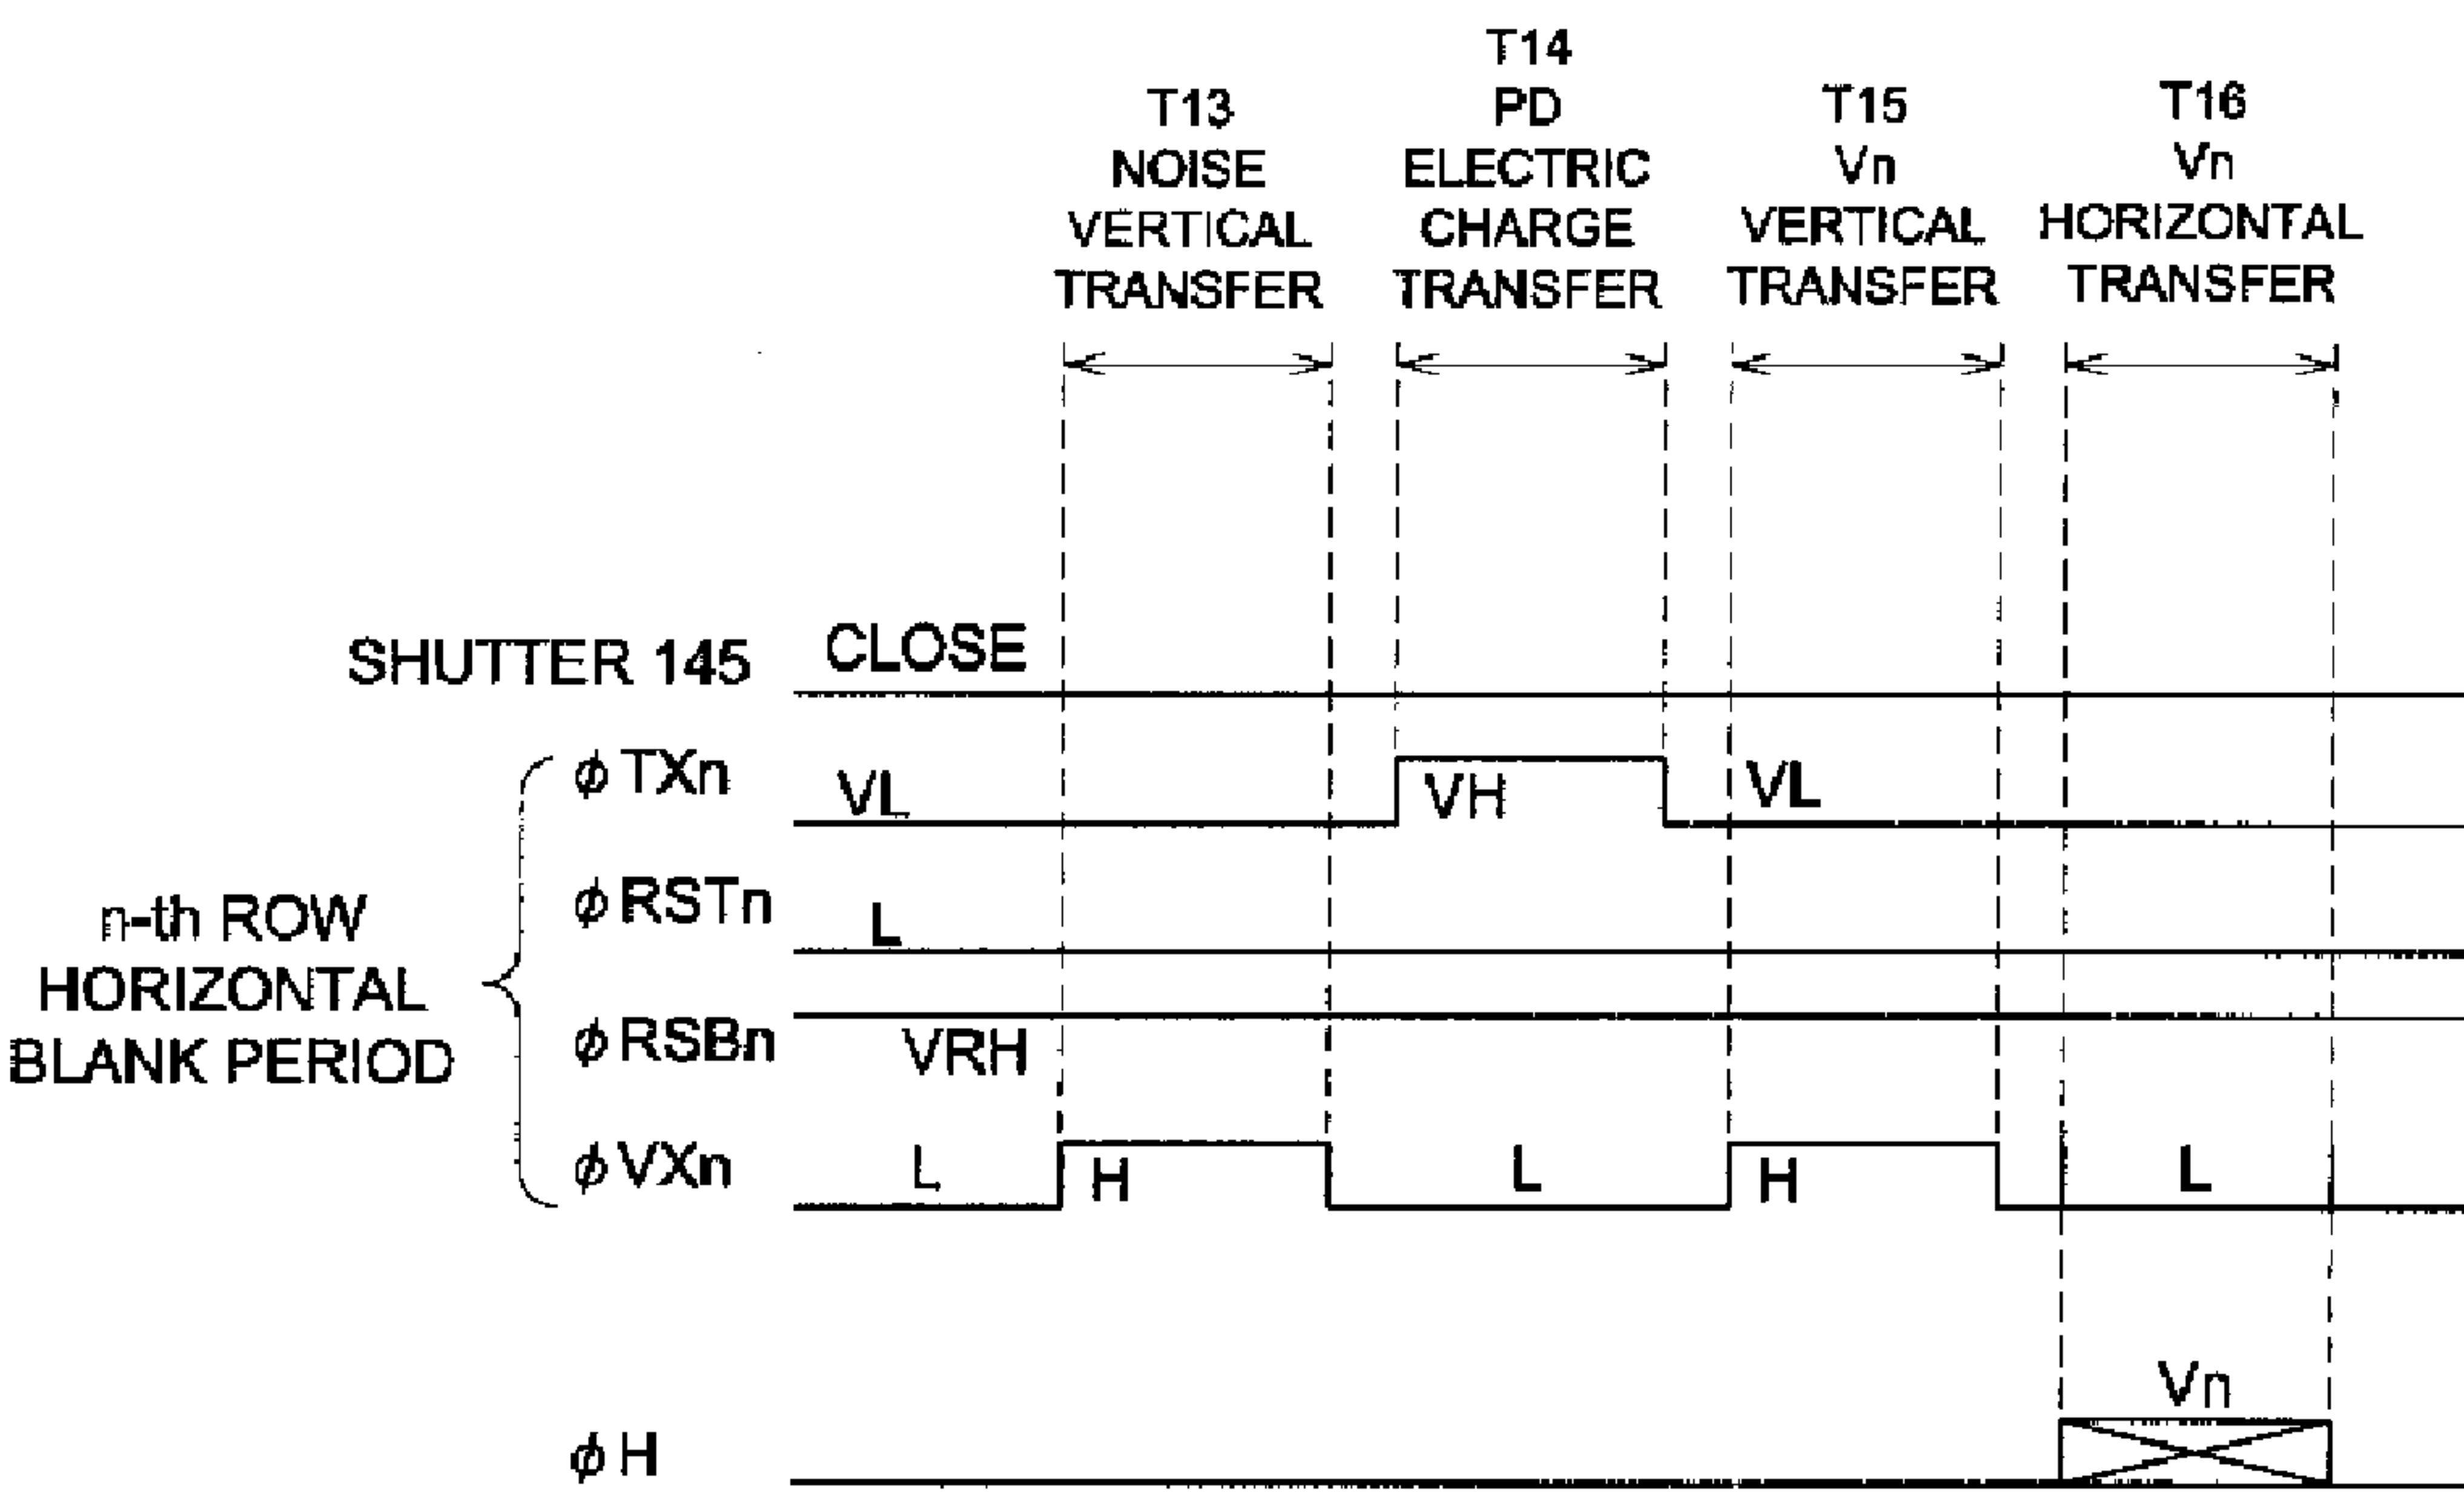 T13
NOISE
VERTICAL
TRANSFER
T14
PD
ELECTRIC
CHARGE
TRANSFER
T15
Vn
VERTICAL
TRANSFER
T16
Vn
HORIZONTAL
TRANSFER
SHUTTER 145 CLOSE
n-th ROW
HORIZONTAL
BLANK PERIOD
φTXn VL VH VL
φRSTn L
φRSBn VRH
φVXn L H L H L
Vn
φH